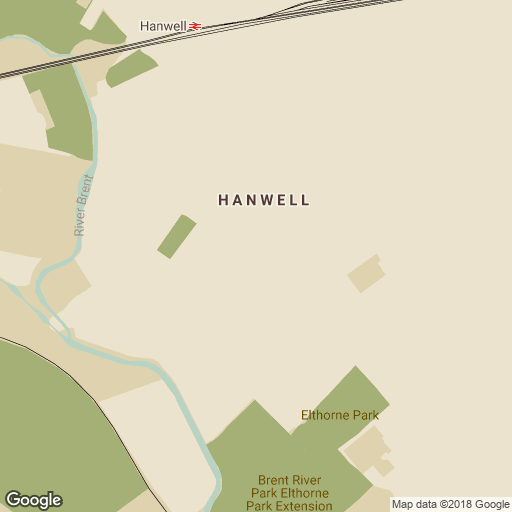 Hanwell
River Brent
HANWELL
Elthorne Park
Brent River
Park Elthorne
Park Extension
Google
Map data ©2018 Google